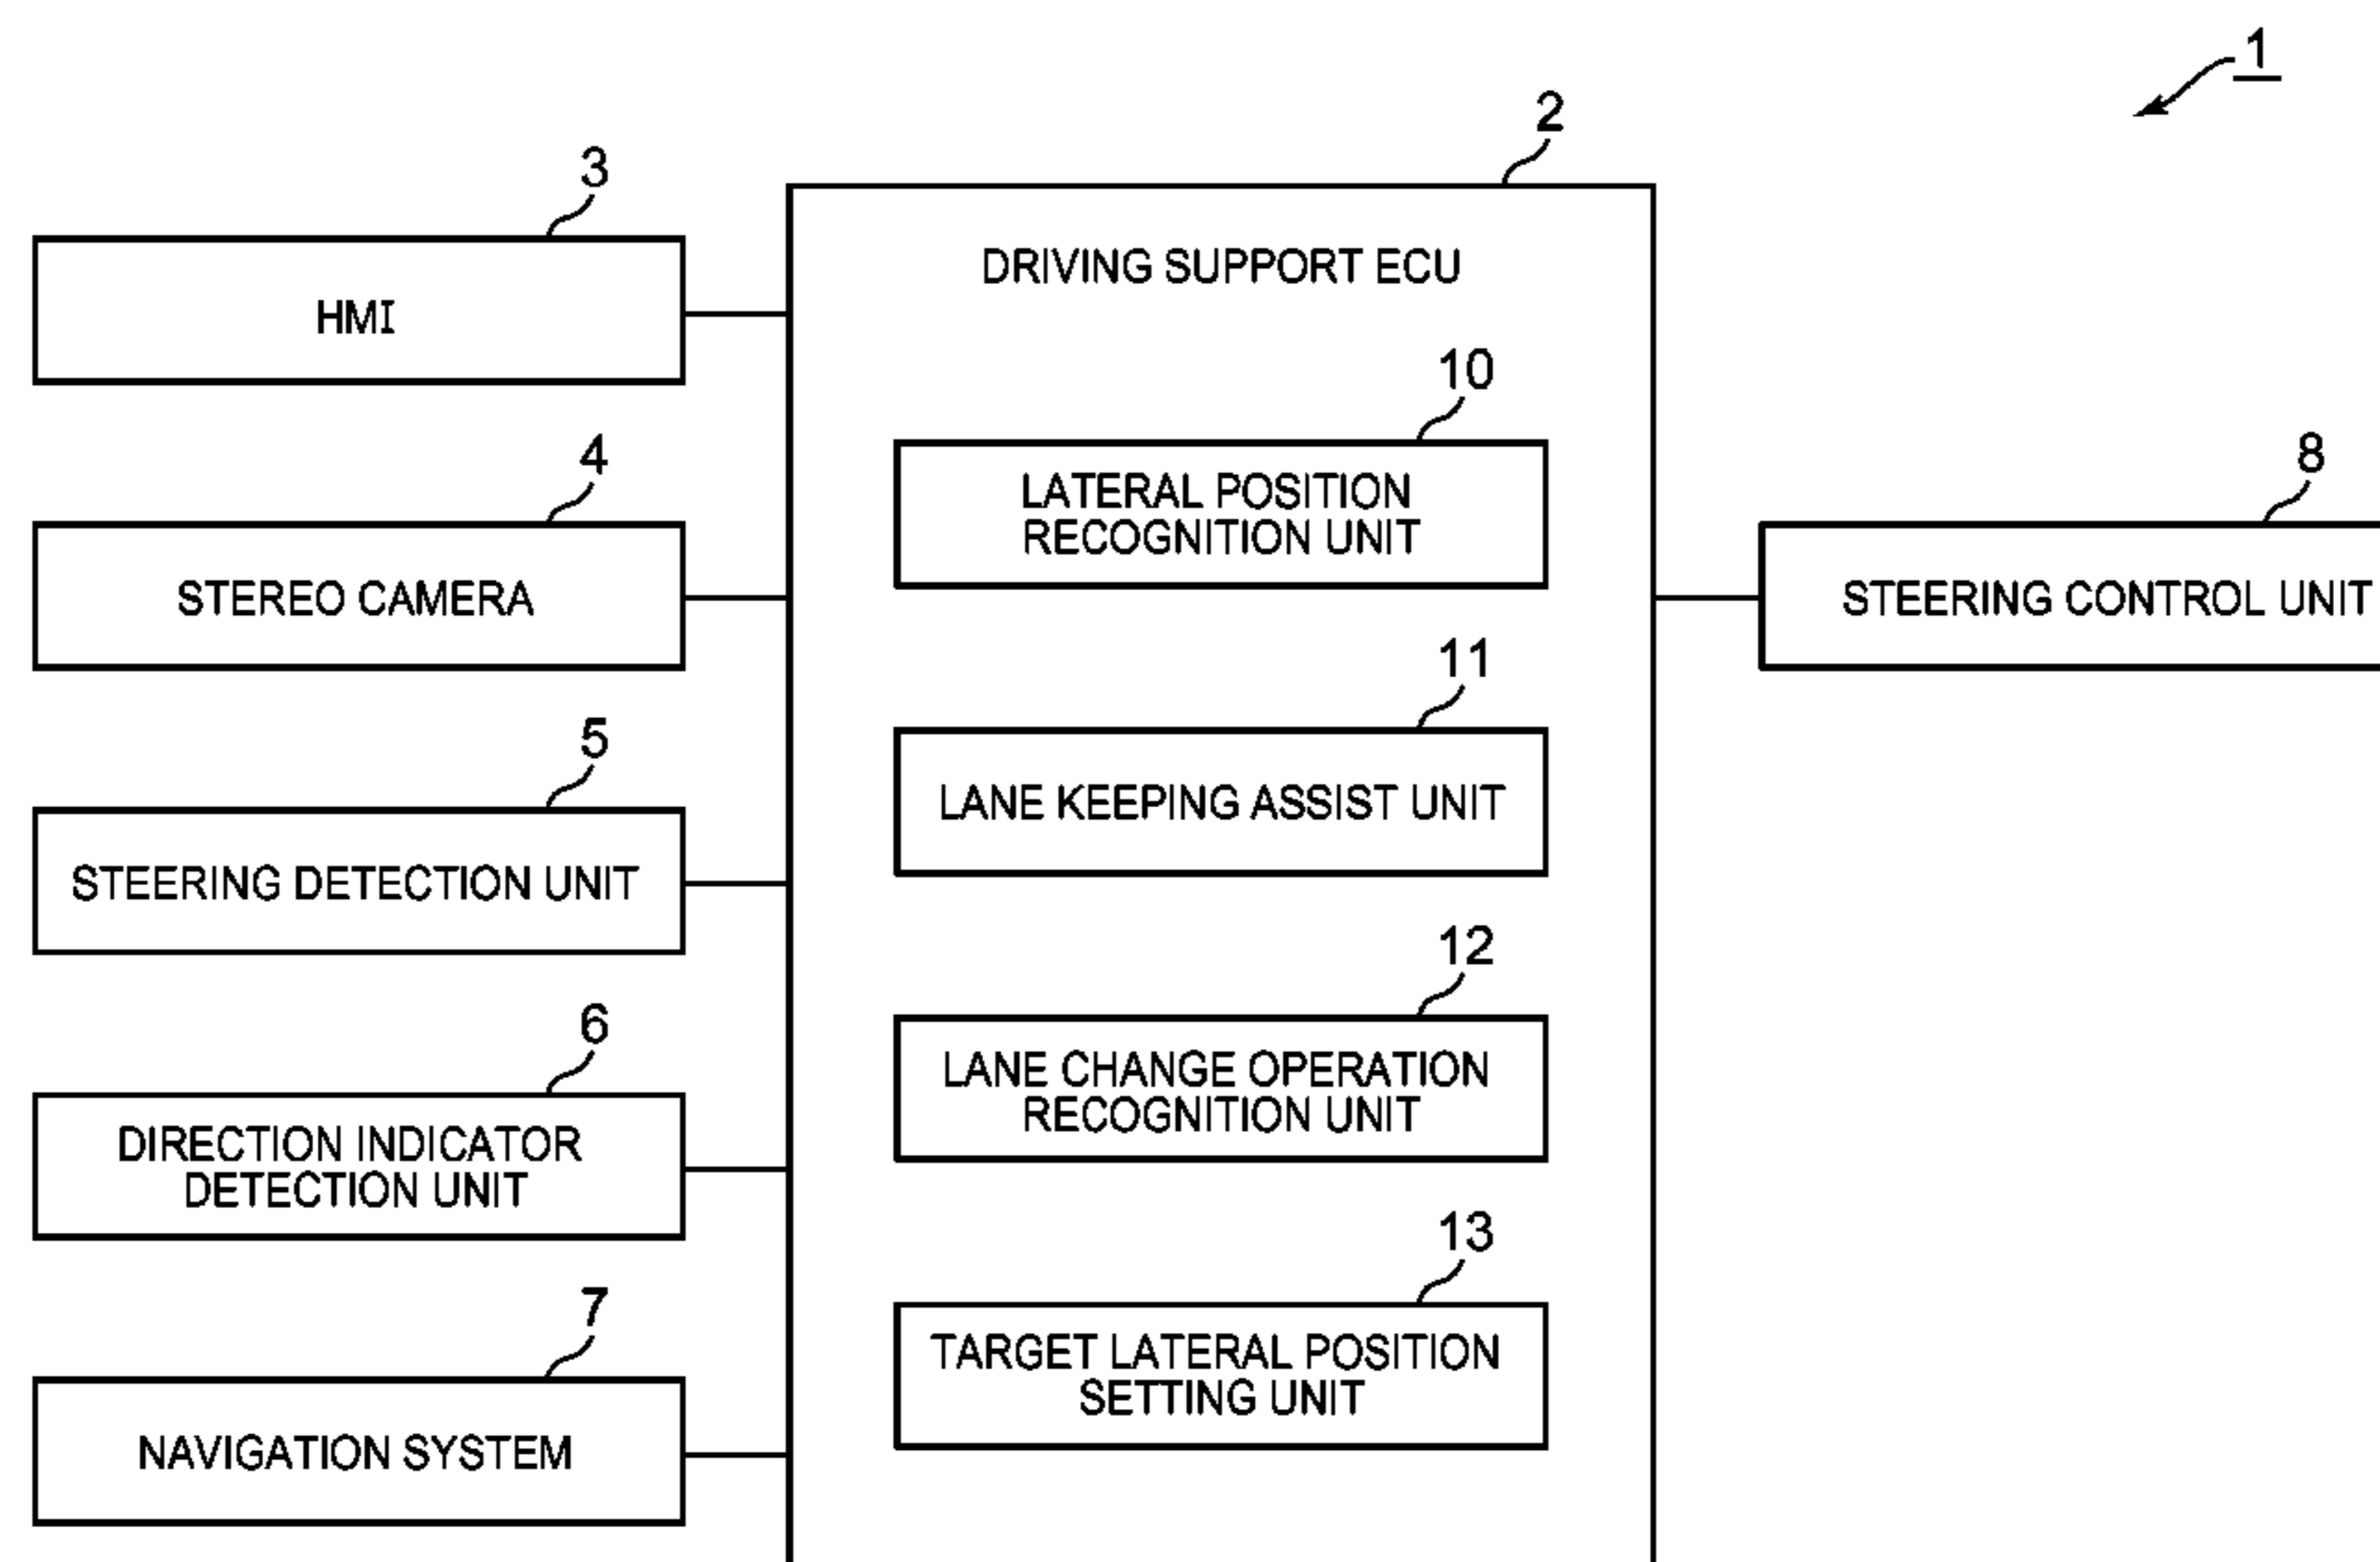 1
2
DRIVING SUPPORT ECU
3
HMI
4
STEREO CAMERA
5
STEERING DETECTION UNIT
6
DIRECTION INDICATOR
DETECTION UNIT
7
NAVIGATION SYSTEM
10
LATERAL POSITION
RECOGNITION UNIT
11
LANE KEEPING ASSIST UNIT
12
LANE CHANGE OPERATION
RECOGNITION UNIT
13
TARGET LATERAL POSITION
SETTING UNIT
8
STEERING CONTROL UNIT